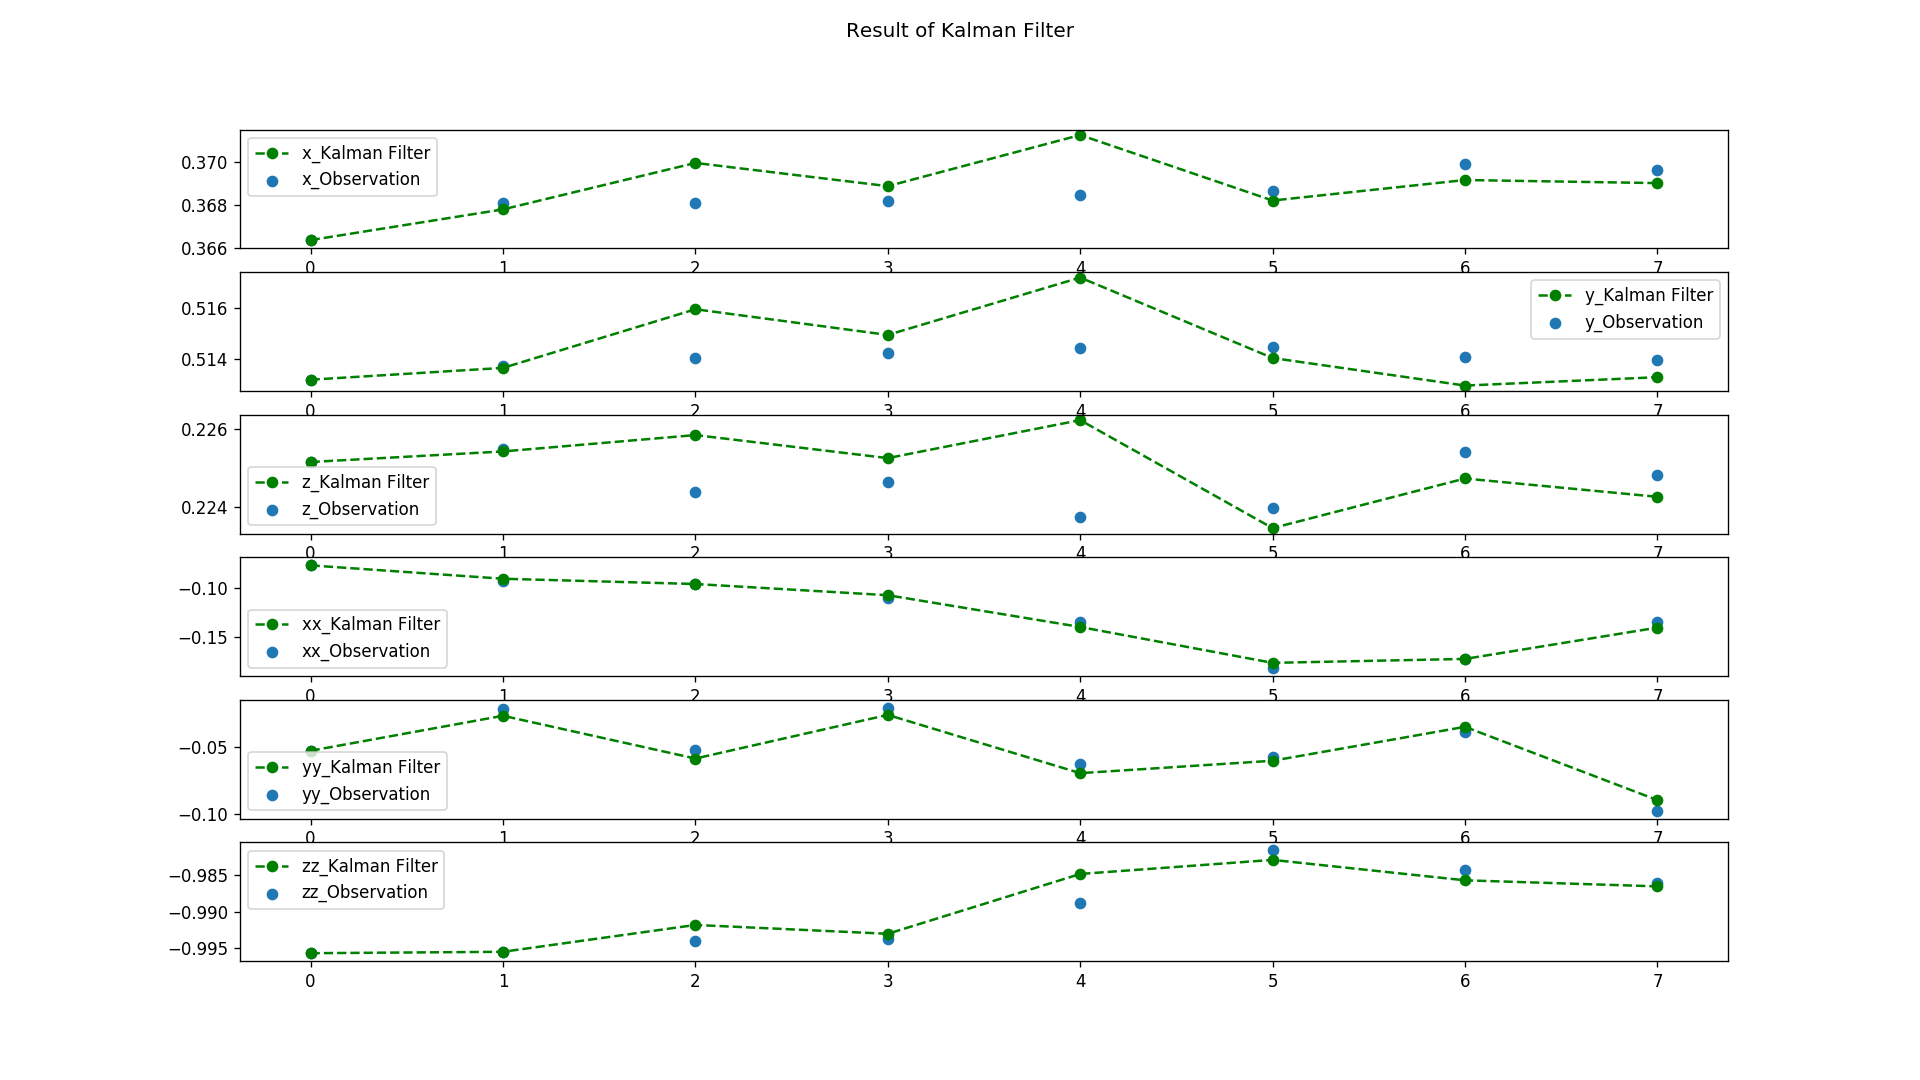 Result of Kalman Filter
x_Kalman Filter
x_Observation
0.370
0.368
0.366
0 1 2 3 4 5 6 7
y_Kalman Filter
y_Observation
0.516
0.514
0 1 2 3 4 5 6 7
0.226
0.224
z_Kalman Filter
z_Observation
0 1 2 3 4 5 6 7
−0.10
−0.15
xx_Kalman Filter
xx_Observation
0 1 2 3 4 5 6 7
−0.05
−0.10
yy_Kalman Filter
yy_Observation
0 1 2 3 4 5 6 7
zz_Kalman Filter
zz_Observation
−0.985
−0.990
−0.995
0 1 2 3 4 5 6 7